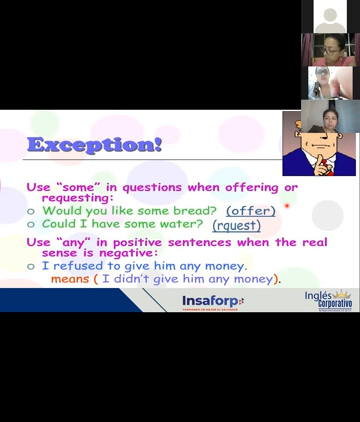 Exception!
Use “some” in questions when offering or
requesting:
Would you like some bread? (offer)
Could I have some water? (rquest)
Use “any” in positive sentences when the real
sense is negative:
I refused to give him any money.
means ( I didn’t give him any money).
Insaforp
Inglés
Corporativo